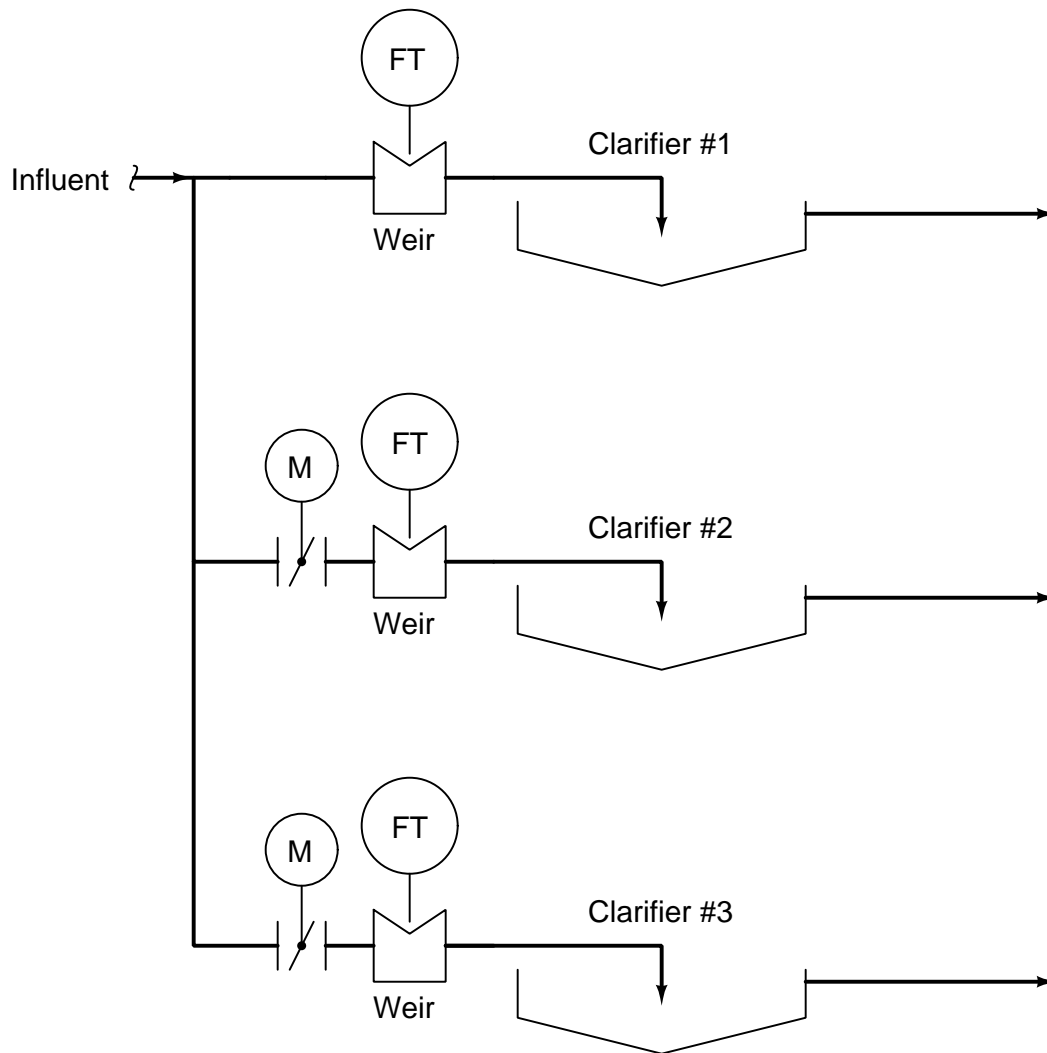 FT
Clarifier #1
Influent
Weir
FT
M
Clarifier #2
Weir
FT
M
Clarifier #3
Weir